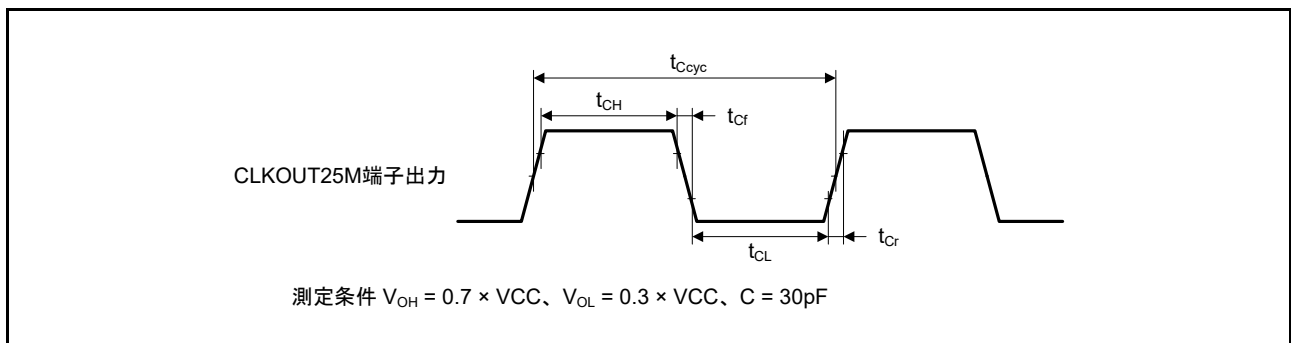 tCcyc
tCH
tCf
CLKOUT25M端子出力
tCL
tCr
測定条件 VOH = 0.7 × VCC、VOL = 0.3 × VCC、C = 30pF